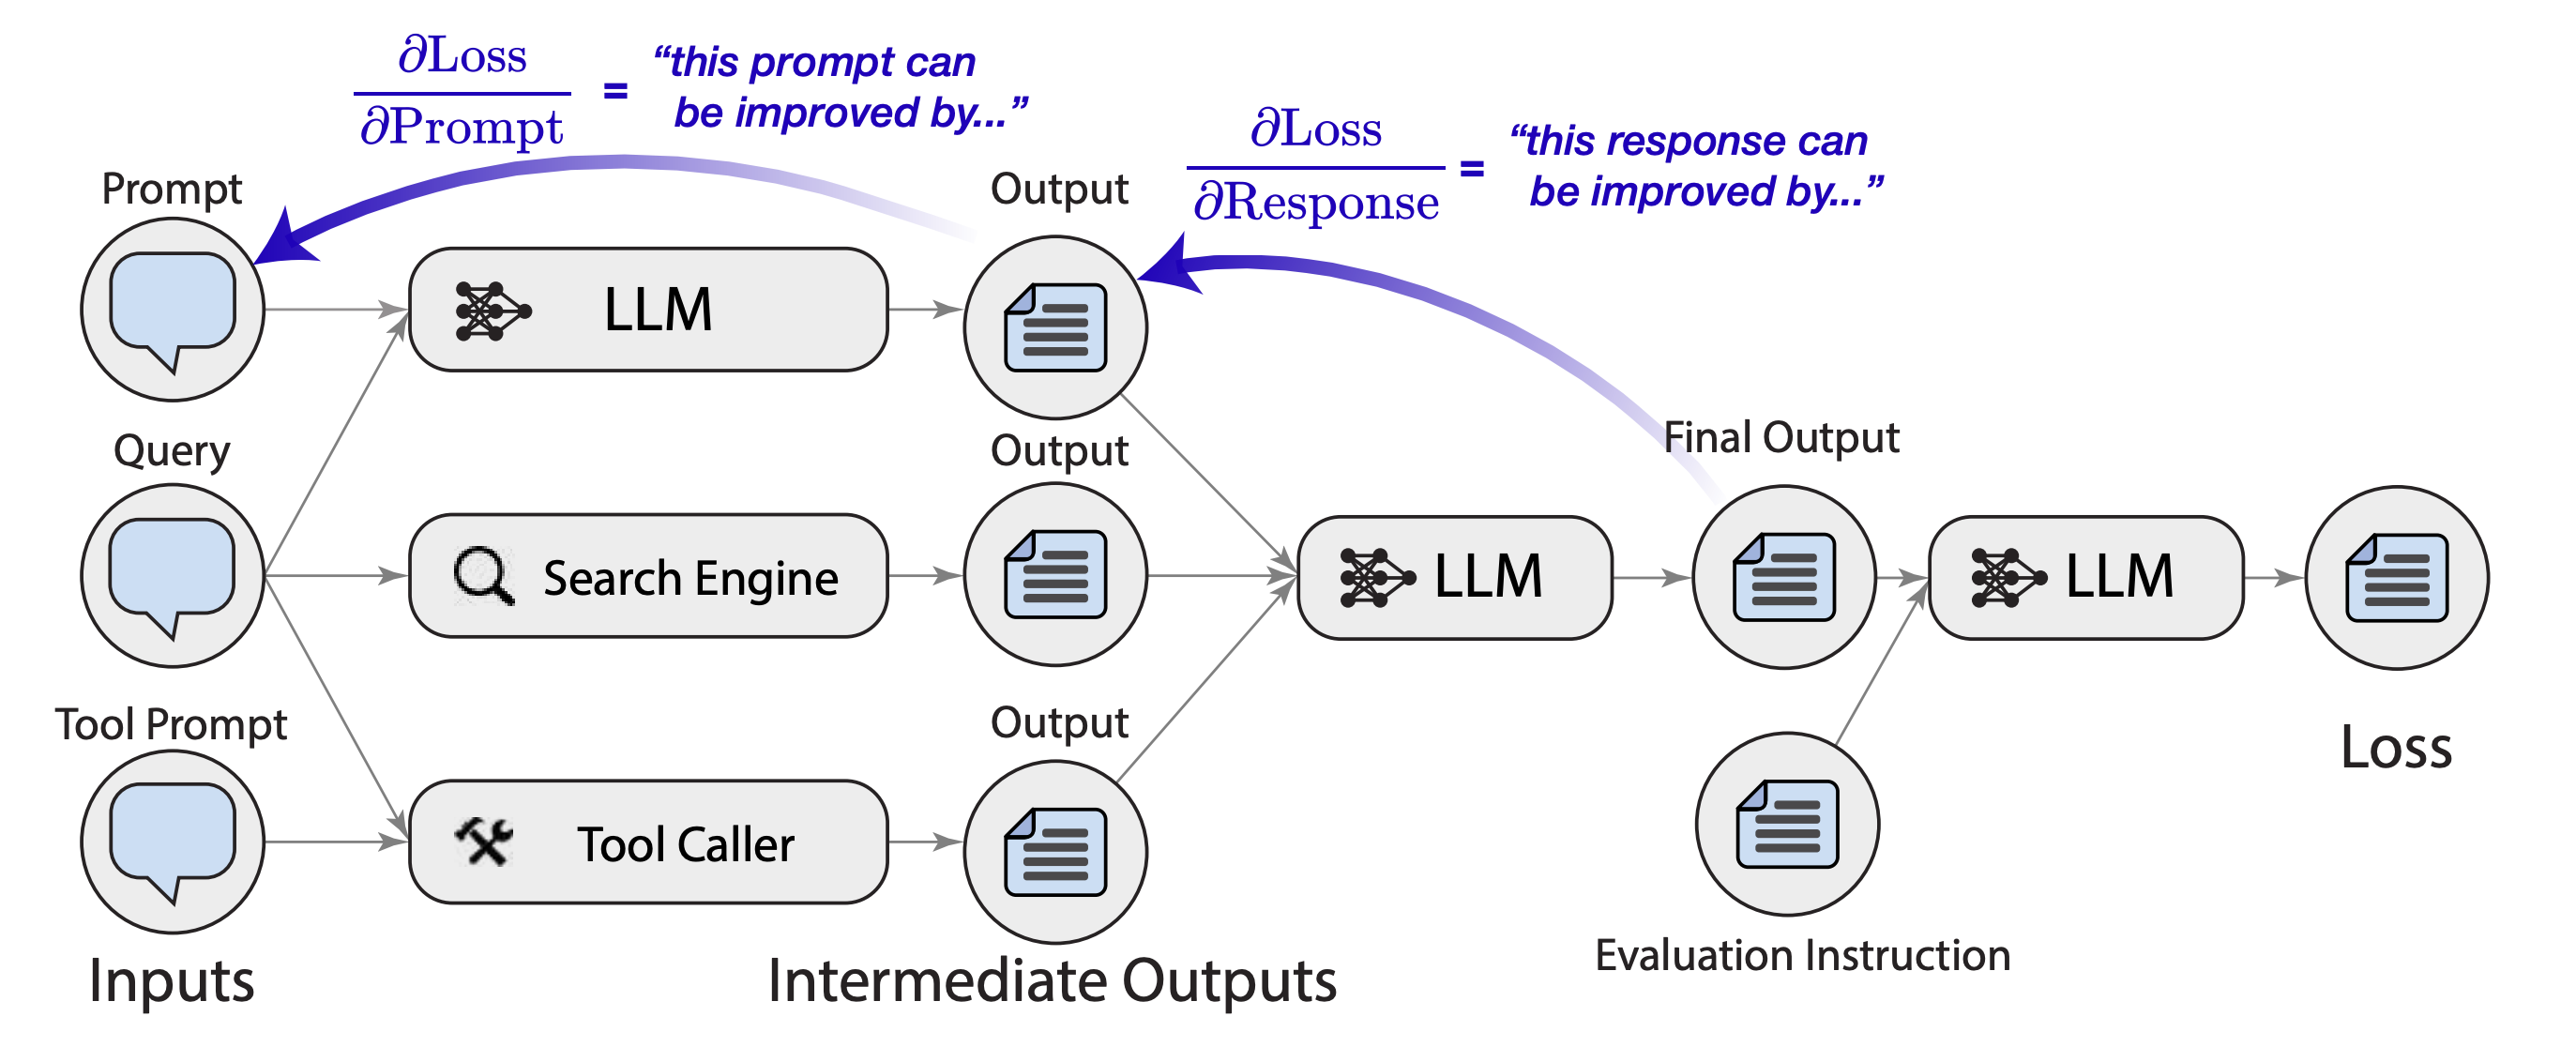 ∂Loss
∂Prompt
=
“this prompt can
be improved by...”
∂Loss
∂Response
=
“this response can
be improved by...”
Prompt
LLM
Output
Query
Search Engine
Output
LLM
Final Output
LLM
Tool Prompt
Tool Caller
Output
Loss
Evaluation Instruction
Inputs
Intermediate Outputs